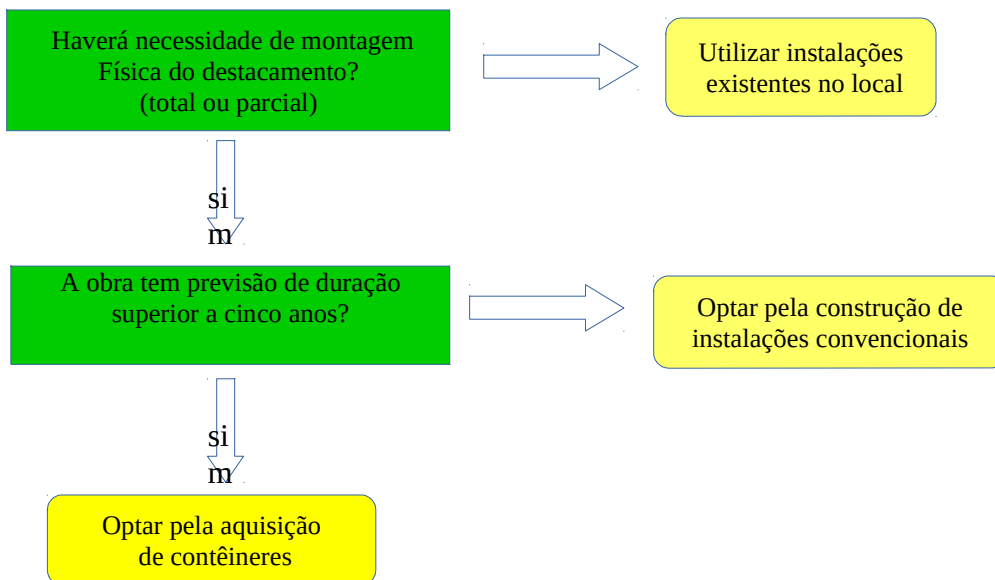 Haverá necessidade de montagem
Física do destacamento?
(total ou parcial)
Utilizar instalações
existentes no local
si
m
A obra tem previsão de duração
superior a cinco anos?
Optar pela construção de
instalações convencionais
si
m
Optar pela aquisição
de contêineres